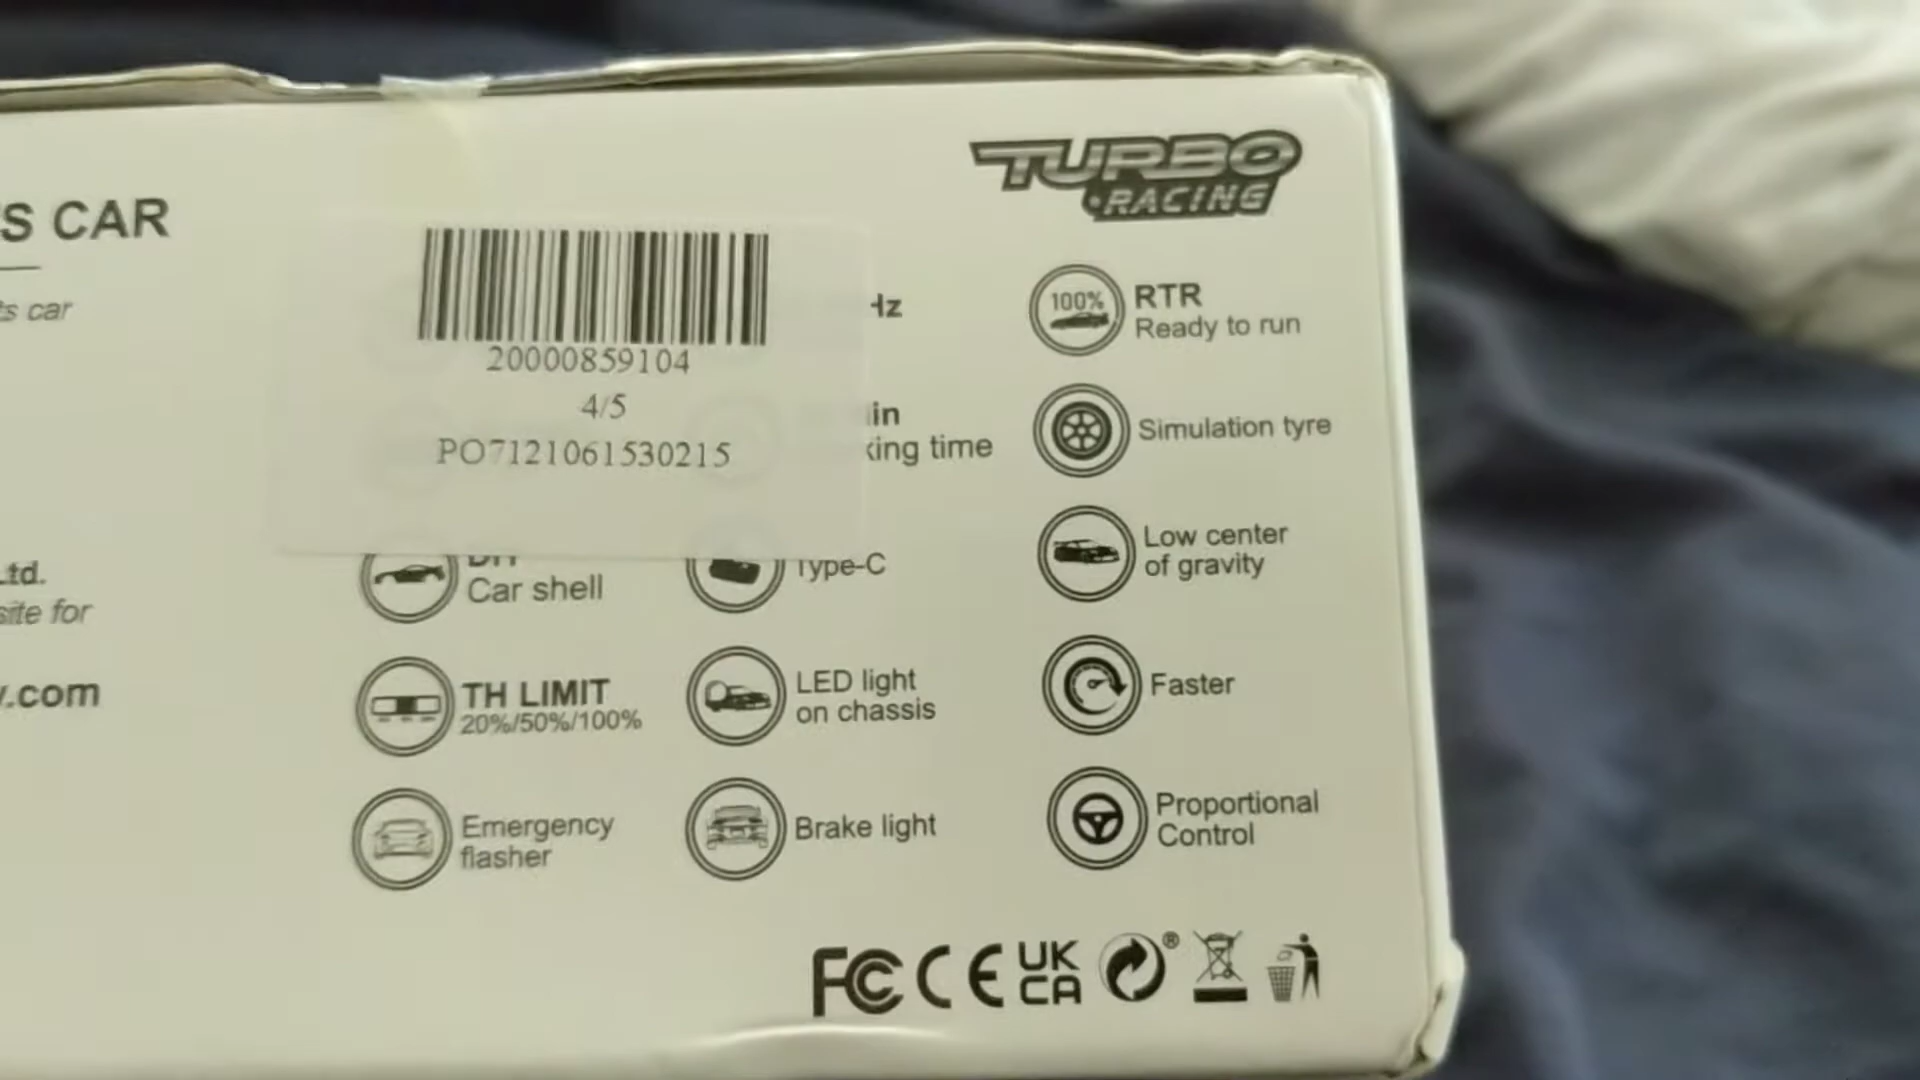 TURBO
RACING
S CAR
ts car
Ltd.
site for
.com
20000859104
4/5
PO7121061530215
Hz
in
king time
Car shell
Type-C
TH LIMIT
20%/50%/100%
LED light
on chassis
Emergency
flasher
Brake light
100%
RTR
Ready to run
Simulation tyre
Low center
of gravity
Faster
Proportional
Control
FC CE UK
CA ®